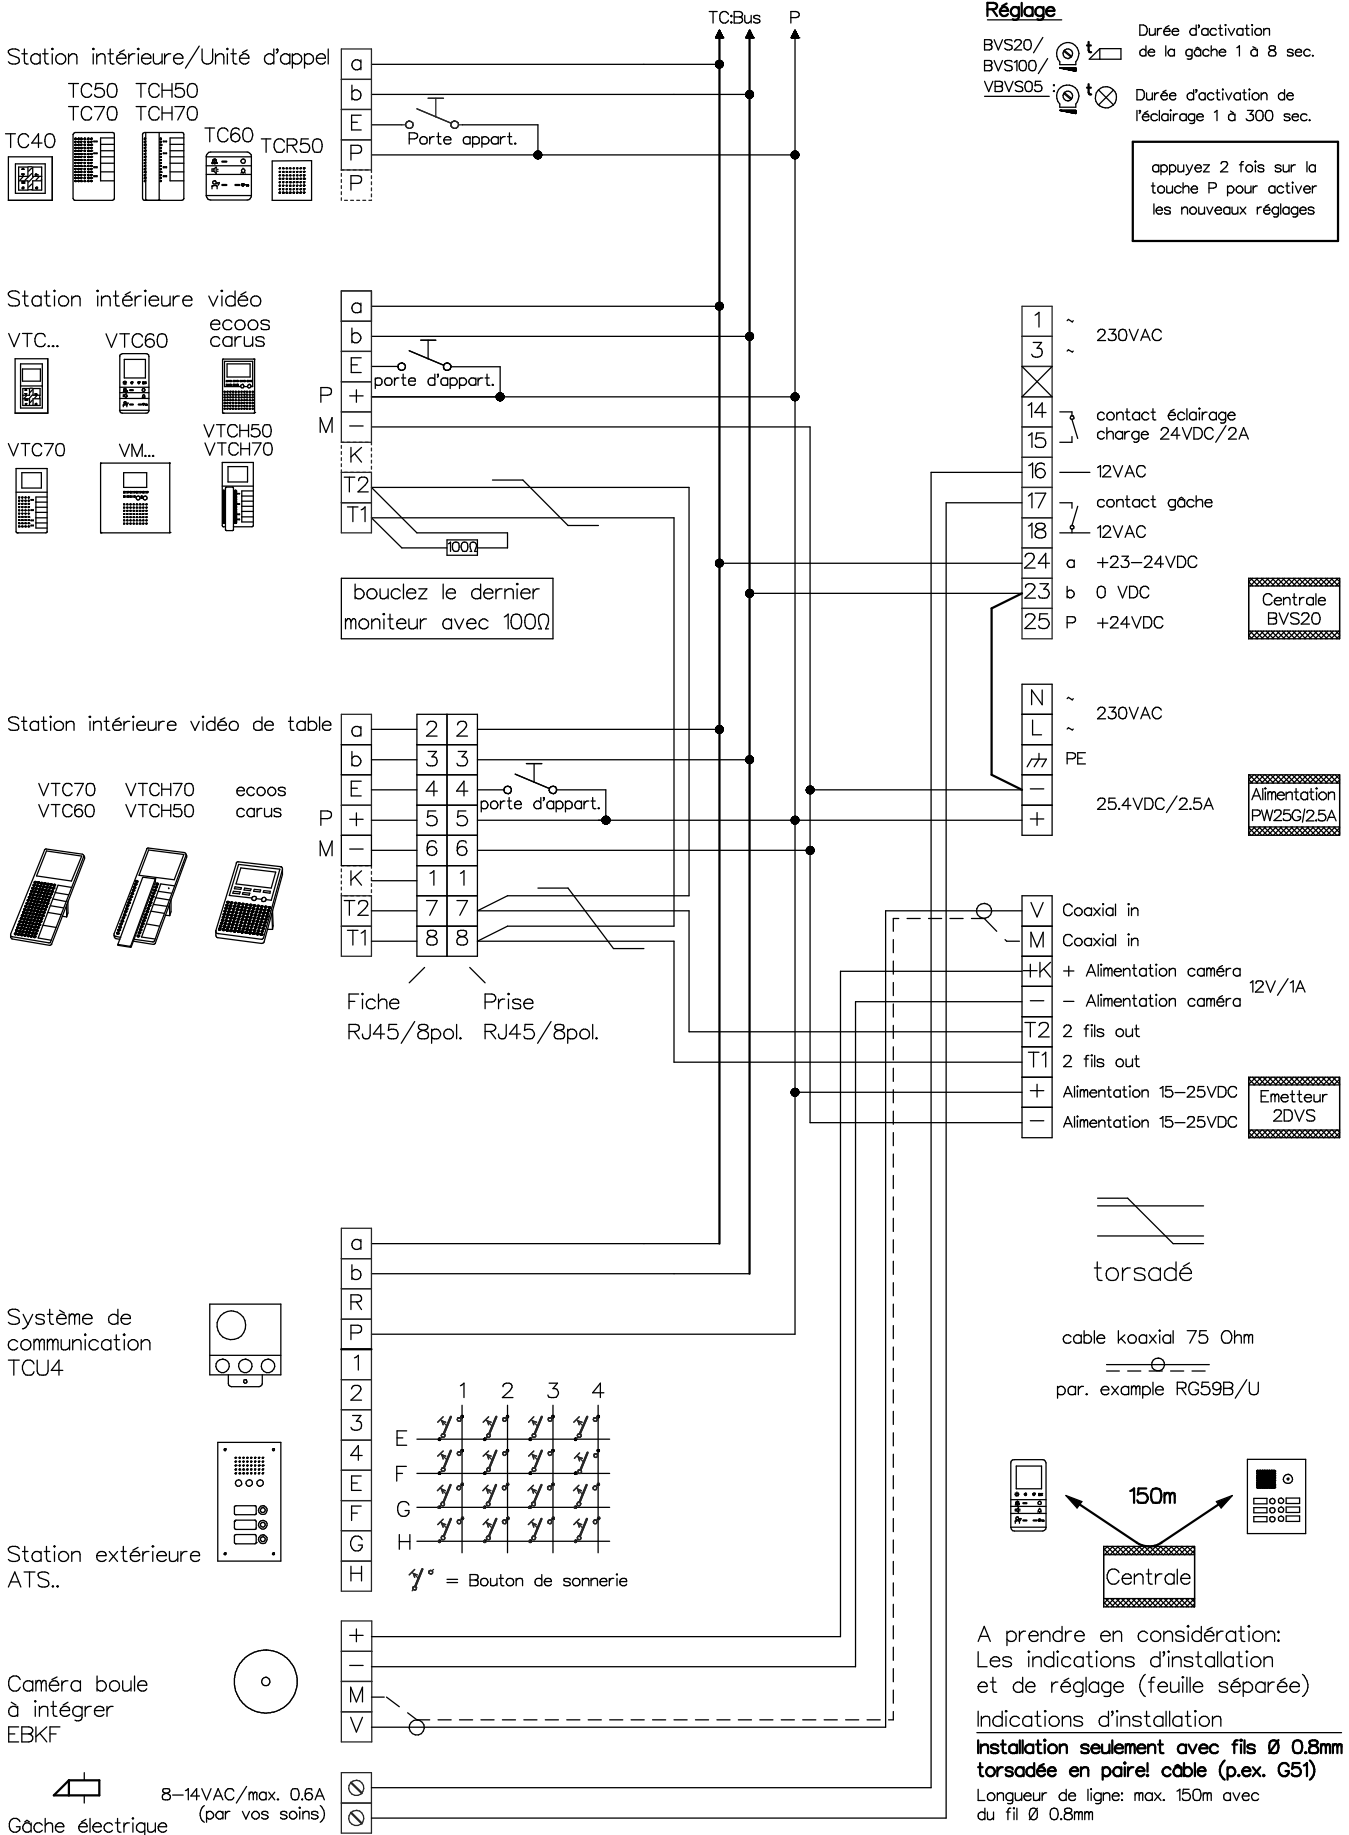 TC:Bus P
Réglage
BVS20/
BVS100/
VBVS05 :
t
Durée d'activation
de la gâche 1 à 8 sec.
t
Durée d'activation de
l'éclairage 1 à 300 sec.
appuyez 2 fois sur la
touche P pour activer
les nouveaux réglages
Station intérieure/Unité d'appel
TC50 TCH50
TC70 TCH70
TC40
TC60
TCR50
a
b
E
P
P
Porte appart.
Station intérieure vidéo
ecoos
carus
VTC...
VTC60
VTCH50
VTCH70
VTC70
VM...
a
b
E
P +
M −
K
T2
T1
porte d'appart.
100Ω
bouclez le dernier
moniteur avec 100Ω
1 ~
230VAC
3 ~
14
contact éclairage
charge 24VDC/2A
15
16 12VAC
17 contact gâche
18 12VAC
24 a +23−24VDC
23 b 0 VDC
25 P +24VDC
Centrale
BVS20
Station intérieure vidéo de table
VTC70 VTCH70 ecoos
VTC60 VTCH50 carus
a 2 2
b 3 3
E 4 4
P + 5 5
M − 6 6
K 1 1
T2 7 7
T1 8 8
porte d'appart.
Fiche
RJ45/8pol.
Prise
RJ45/8pol.
N ~
230VAC
L ~
PE
−
25.4VDC/2.5A
+
Alimentation
PW25G/2.5A
V Coaxial in
M Coaxial in
+K + Alimentation caméra
12V/1A
− − Alimentation caméra
T2 2 fils out
T1 2 fils out
+ Alimentation 15−25VDC
− Alimentation 15−25VDC
Emetteur
2DVS
torsadé
cable koaxial 75 Ohm
par. example RG59B/U
Système de
communication
TCU4
a
b
R
P
1
2
3
4
E
F
G
H
1 2 3 4
E
F
G
H
= Bouton de sonnerie
Station extérieure
ATS..
150m
Centrale
Caméra boule
à intégrer
EBKF
+
−
M
V
Gâche électrique
8−14VAC/max. 0.6A
(par vos soins)
A prendre en considération:
Les indications d'installation
et de réglage (feuille séparée)
Indications d'installation
Installation seulement avec fils Ø 0.8mm
torsadée en paire! câble (p.ex. G51)
Longueur de ligne: max. 150m avec
du fil Ø 0.8mm